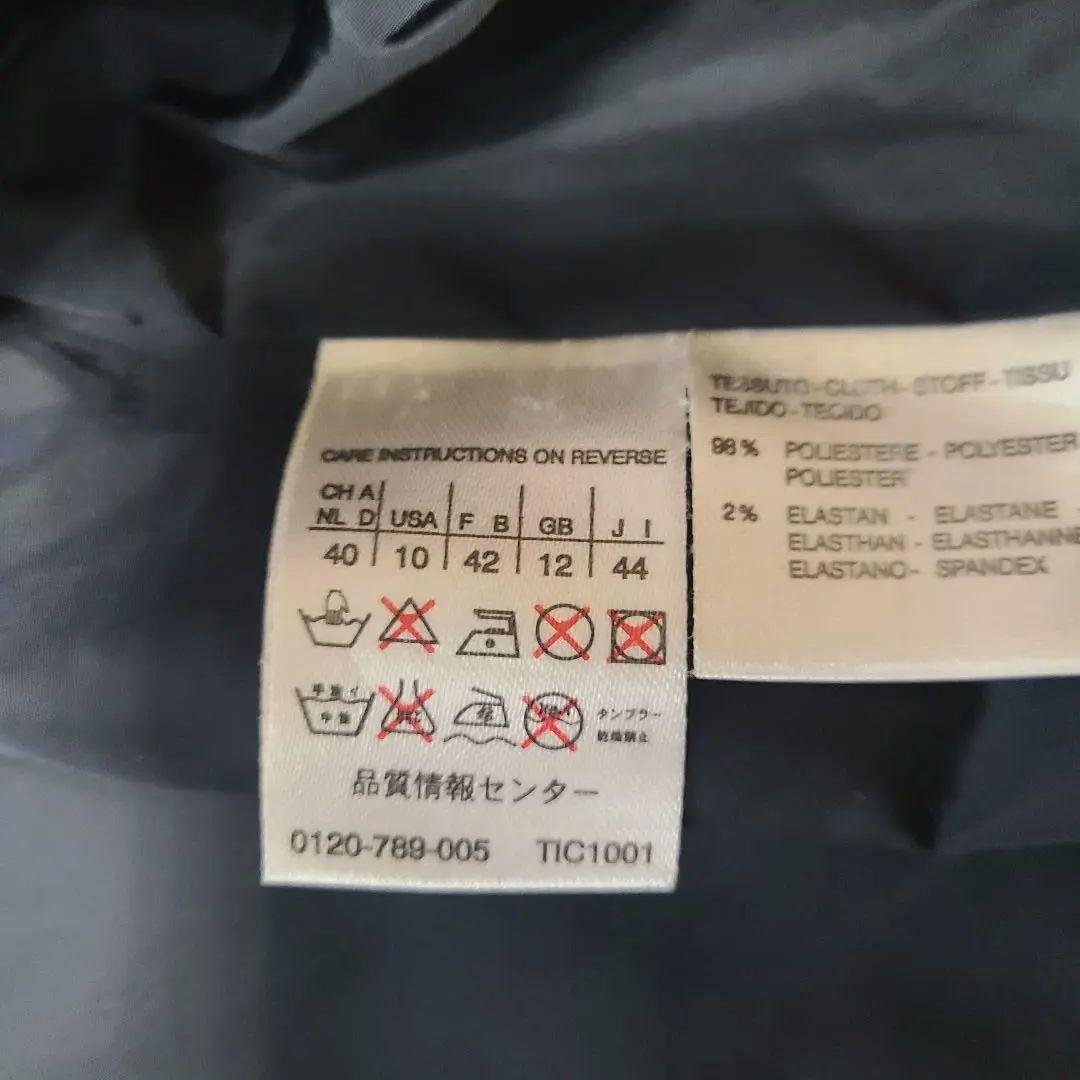 CARE INSTRUCTIONS ON REVERSE
CH A
NL D USA F B GB J I
40 10 42 12 44
手洗イ
中性
タンブラー
乾燥禁止
品質情報センター
0120-789-005 TIC1001
TESSUTO - CLOTH - STOFF - TISSU
TEJIDO - TECIDO
98% POLIESTERE - POLYESTER
POLIESTER
2% ELASTAN - ELASTANE -
ELASTHAN - ELASTHANNE
ELASTANO - SPANDEX